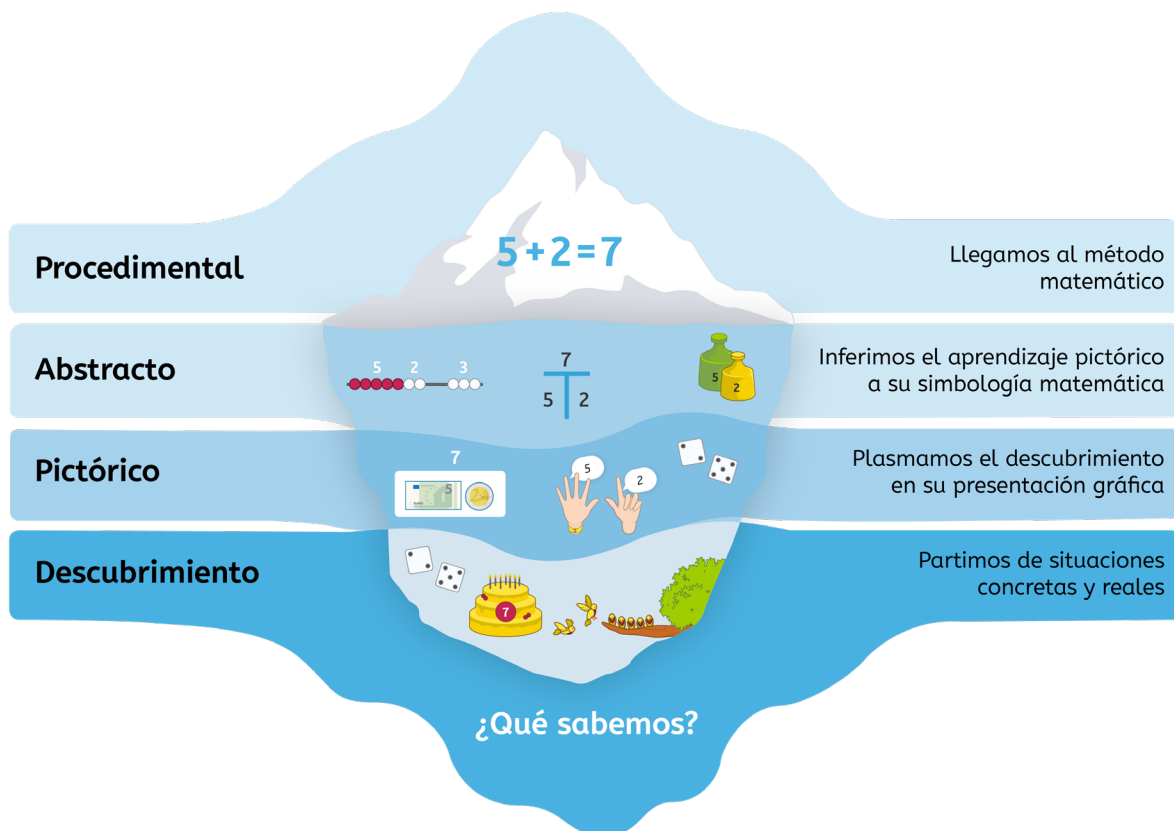 5 + 2 = 7
Procedimental
Llegamos al método
matemático
Abstracto
5 2 3
7
5 2
5
2
Inferimos el aprendizaje pictórico
a su simbología matemática
Pictórico
7
5
2
5
2
Plasmamos el descubrimiento
en su presentación gráfica
Descubrimiento
7
Partimos de situaciones
concretas y reales
¿Qué sabemos?